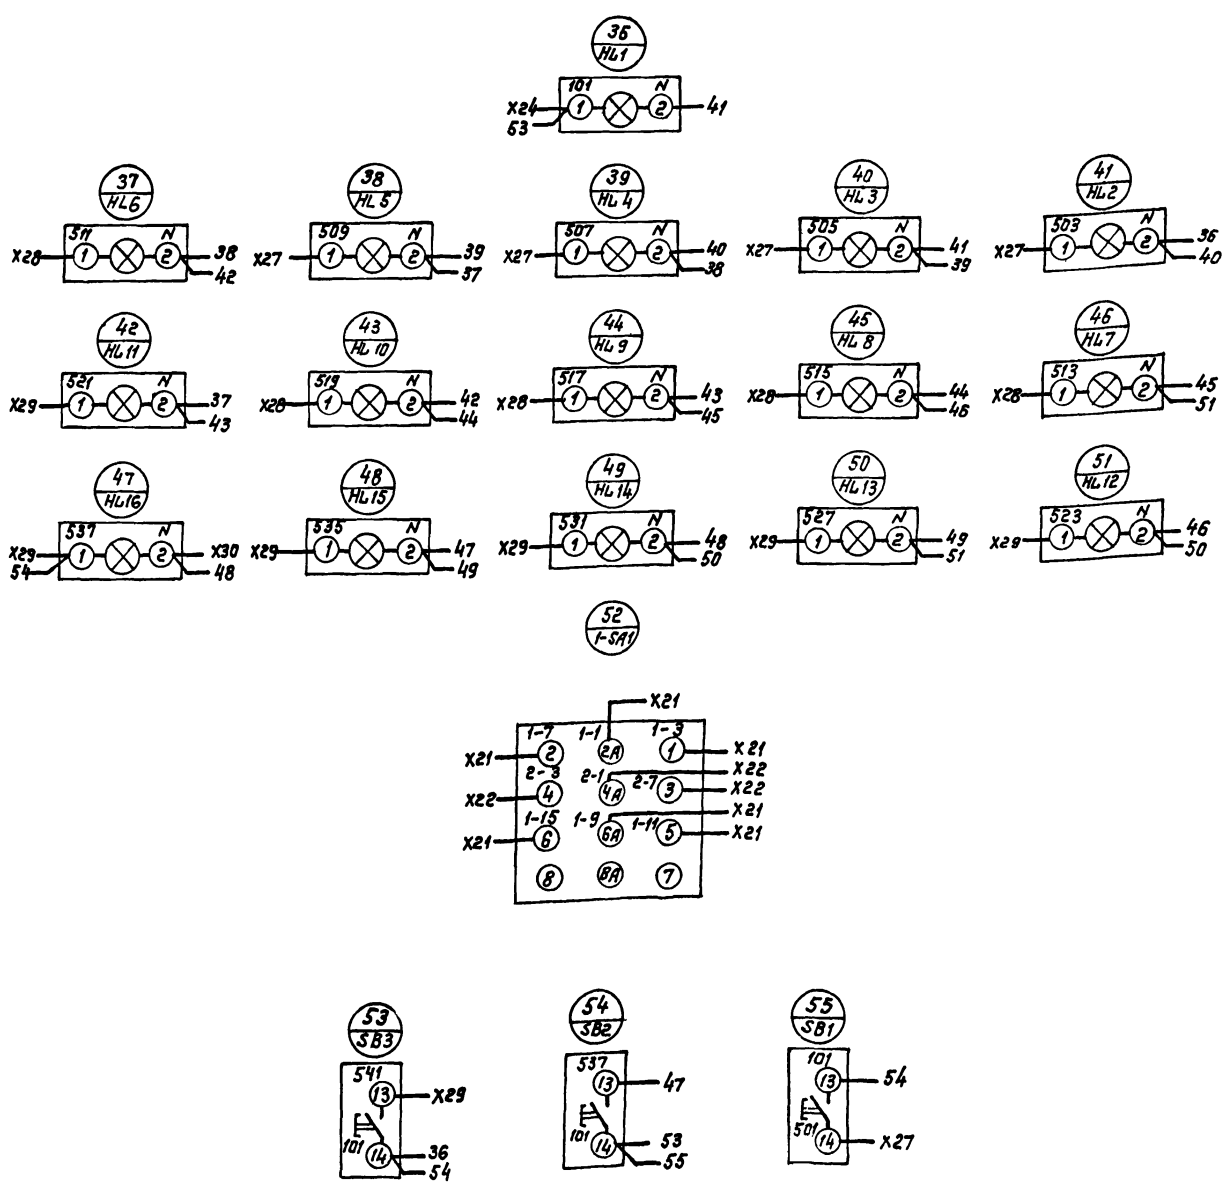 36
HL1
101 N
X24 1 2 41
53
37 38 39 40 41
HL6 HL5 HL4 HL3 HL2
511 N 509 N 507 N 505 N 503 N
X28 1 2 38 X27 1 2 39 X27 1 2 40 X27 1 2 41 X27 1 2 36
42 37 38 39 40
42 43 44 45 46
HL11 HL10 HL9 HL8 HL7
521 N 519 N 517 N 515 N 513 N
X29 1 2 37 X28 1 2 42 X28 1 2 43 X28 1 2 44 X28 1 2 45
43 44 45 46 51
47 48 49 50 51
HL16 HL15 HL14 HL13 HL12
537 N 535 N 531 N 527 N 523 N
X29 1 2 X30 X29 1 2 47 X29 1 2 48 X29 1 2 49 X29 1 2 46
54 48 49 50 51 50
52
1-SA1
X21
1-7 1-1 1-3
X21 2 2A 1 X21
X22
2-3 2-1 2-7
X22 4 4A 3 X22
X21
1-15 1-9 1-11
X21 6 6A 5 X21
8 8A 7
53 54 55
SB3 SB2 SB1
541 537 101
13 X29 13 47 13 54
101 101 501
14 36 14 53 14 X27
54 55